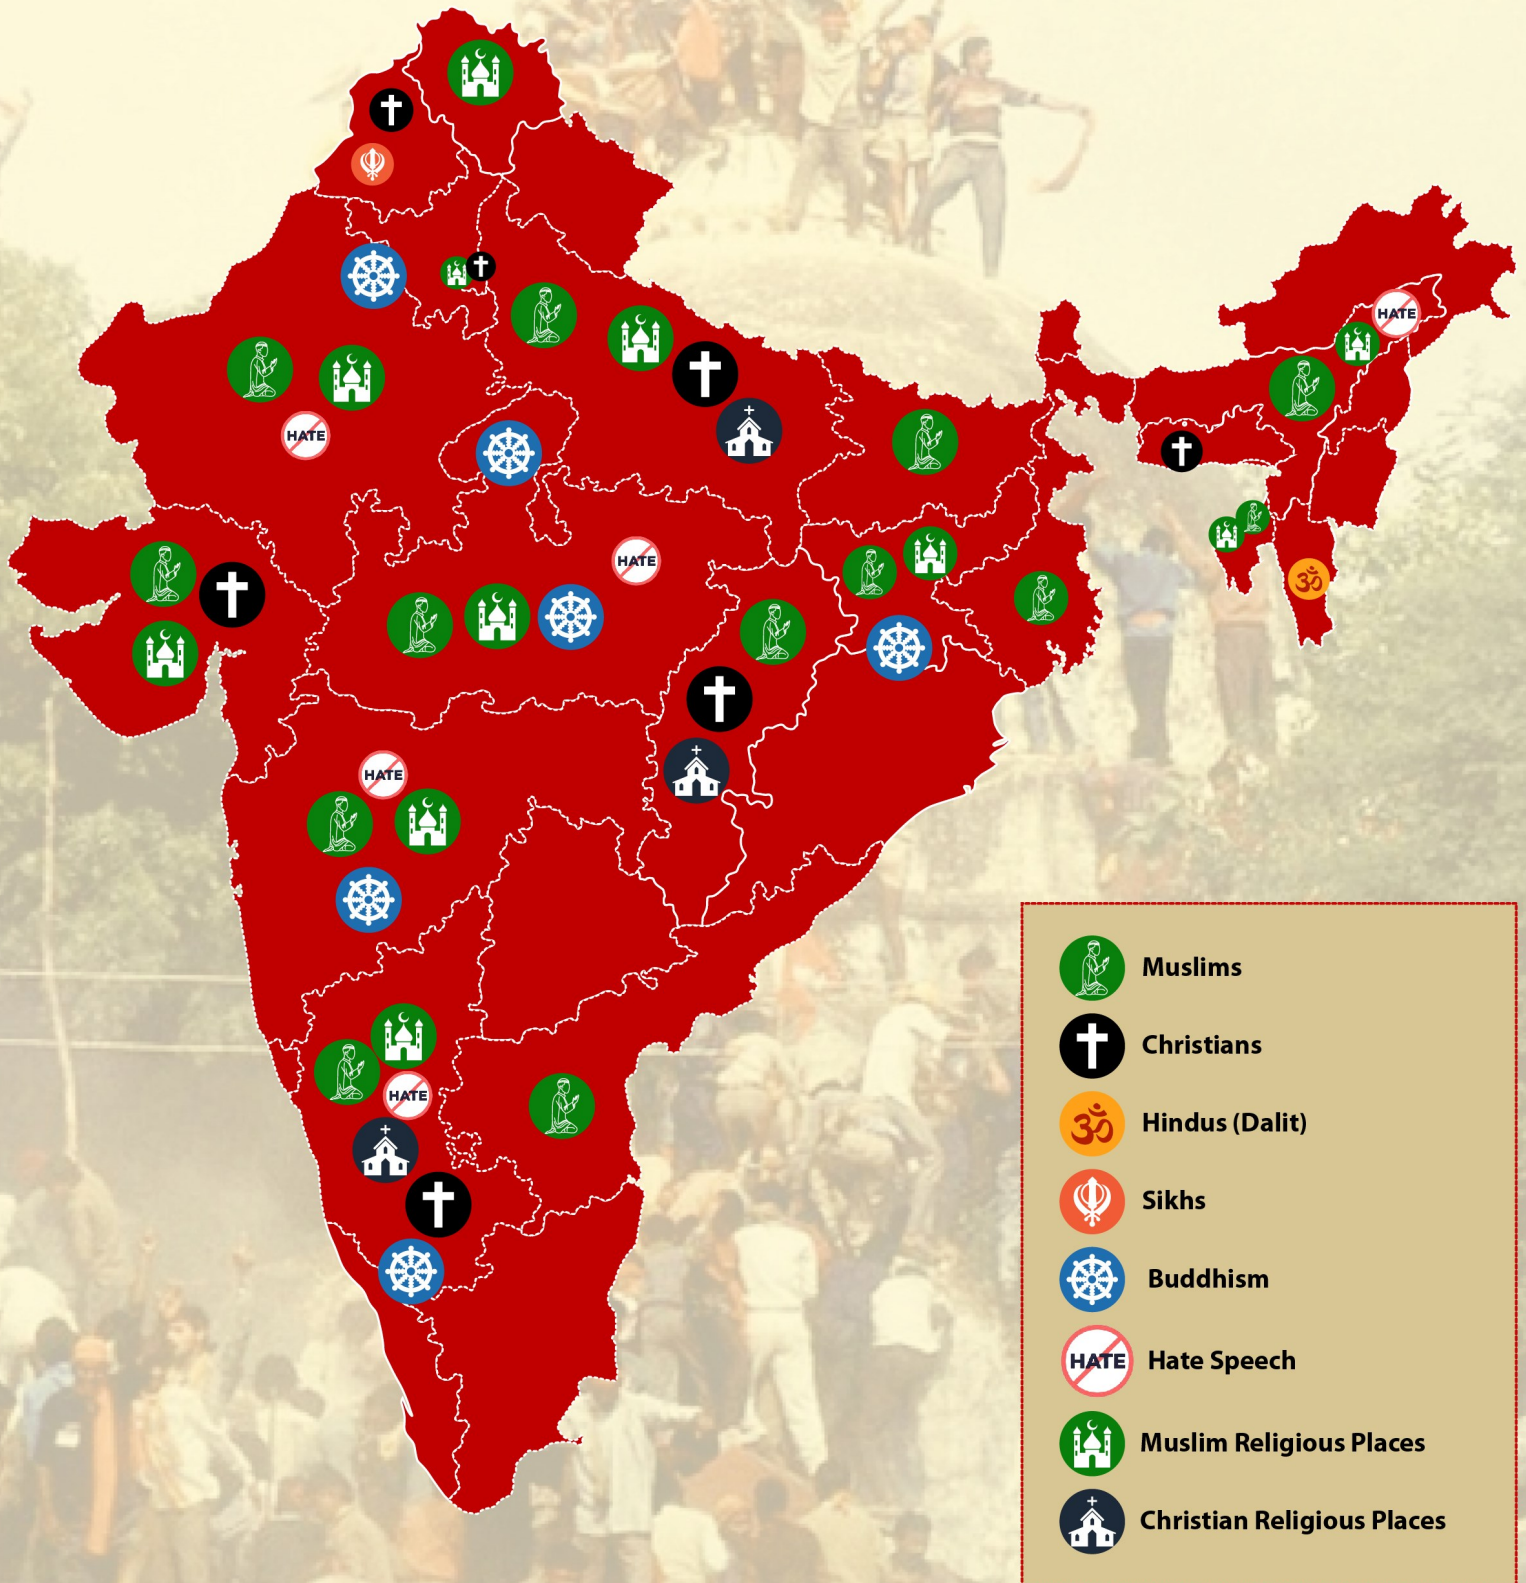 HATE
HATE
HATE
HATE
HATE
ॐ
Muslims
Christians
ॐ
Hindus (Dalit)
Sikhs
Buddhism
HATE
Hate Speech
Muslim Religious Places
Christian Religious Places